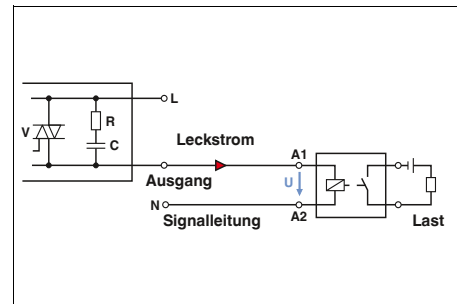 L
R
V
C
Leckstrom
A1
Ausgang
U
N
A2
Signalleitung
Last